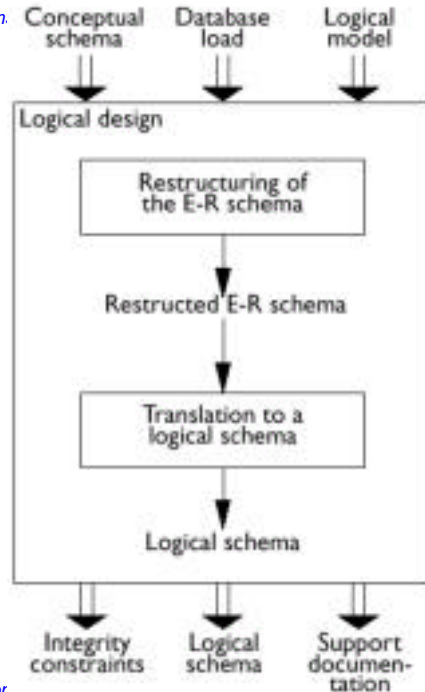 Conceptual schema
Database load
Logical model
Logical design
Restructuring of
the E-R schema
Restructed E-R schema
Translation to a
logical schema
Logical schema
Integrity constraints
Logical schema
Support documen-
tation